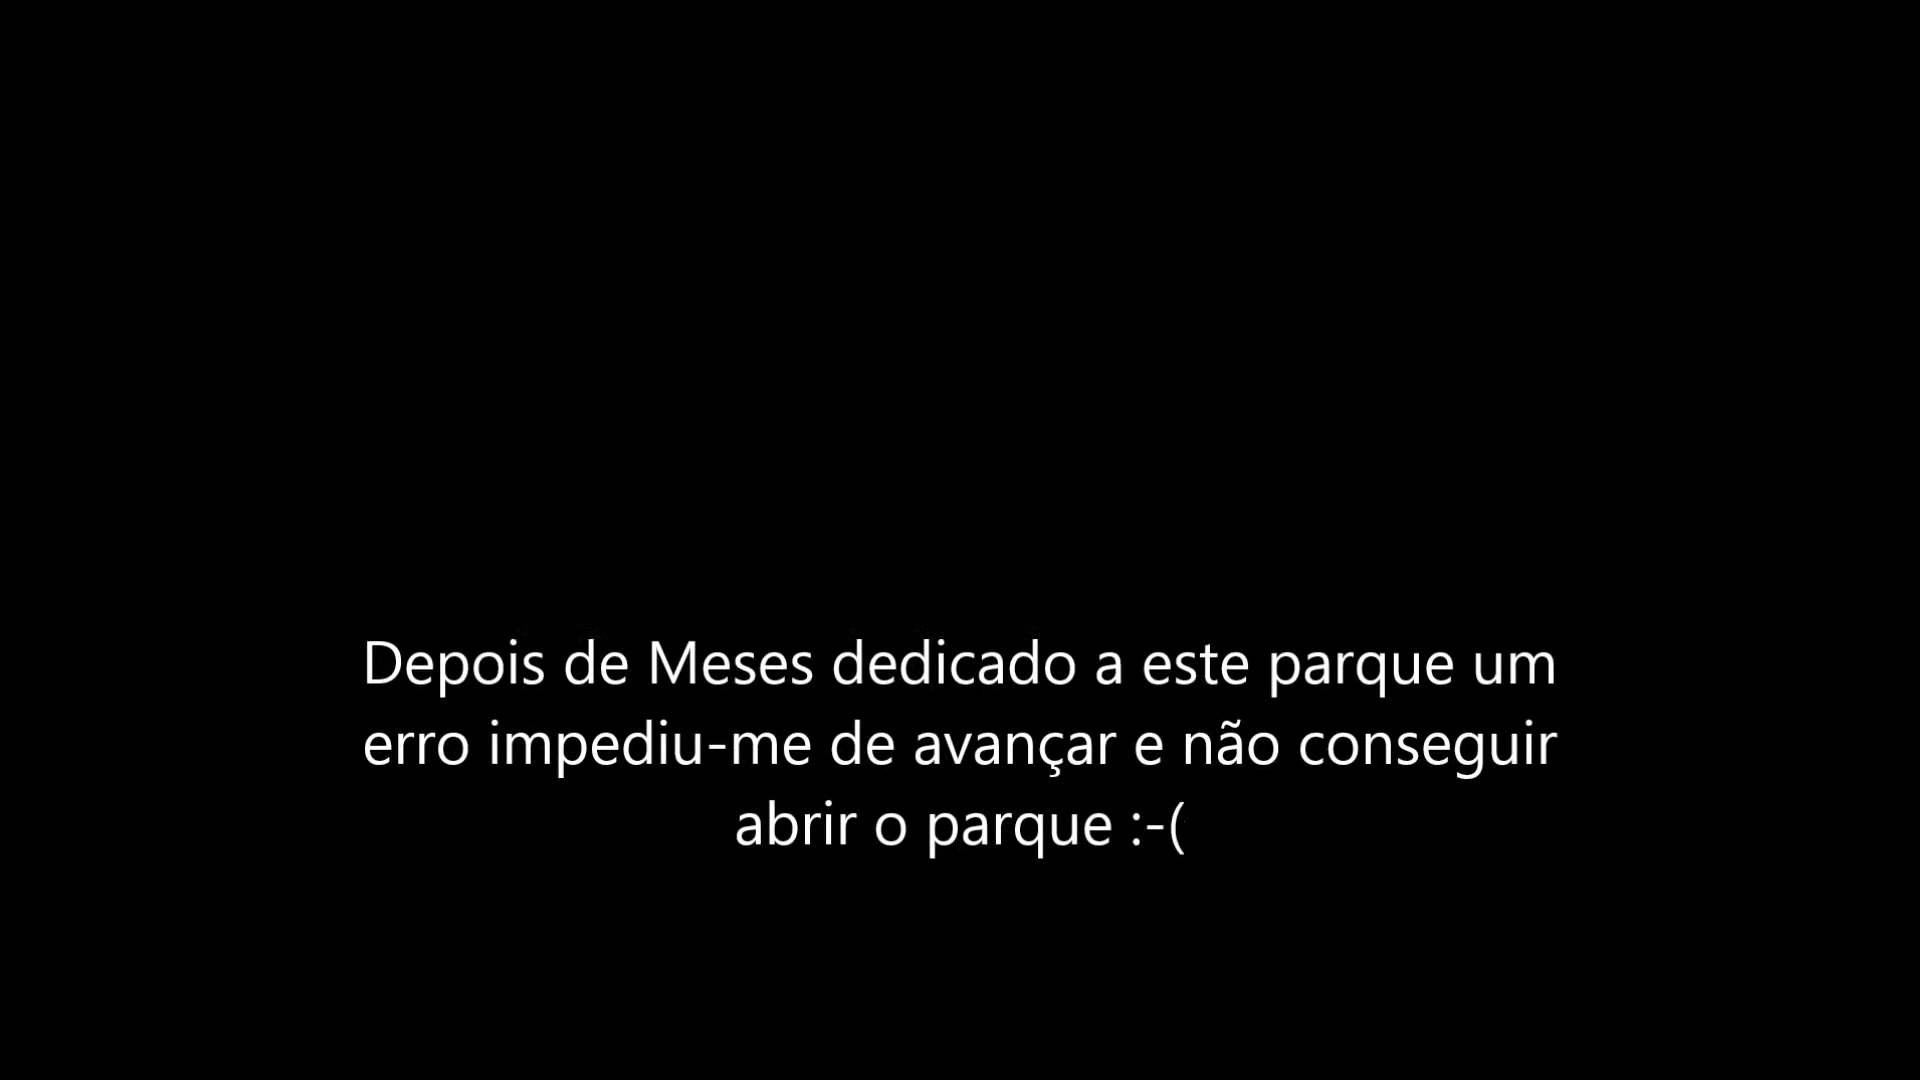 Depois de Meses dedicado a este parque um
erro impediu-me de avançar e não conseguir
abrir o parque :-(